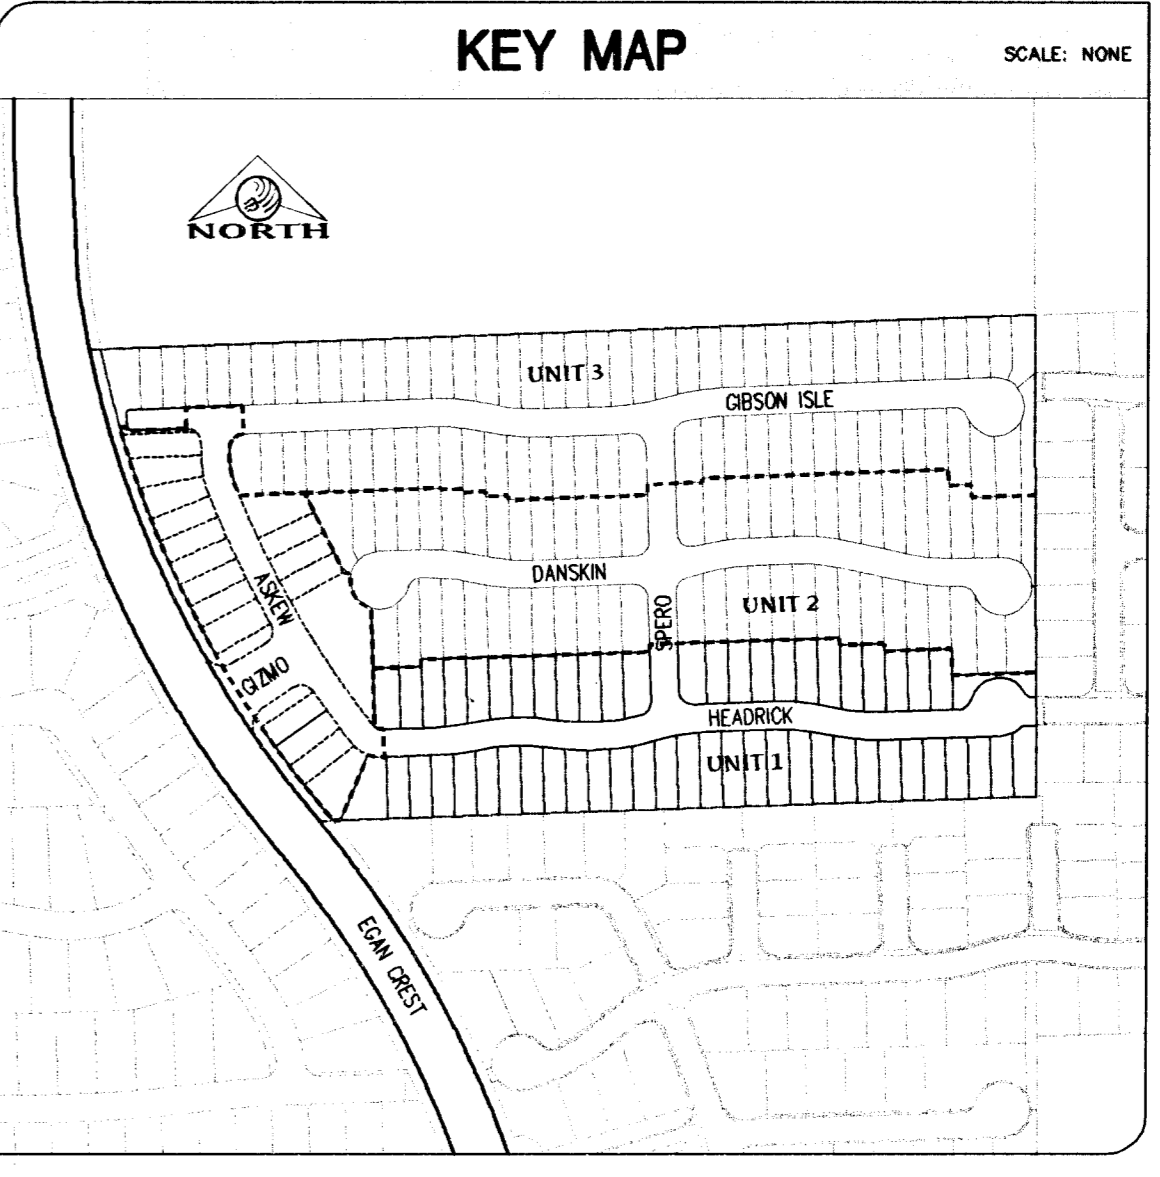 KEY MAP
SCALE: NONE
NORTH
UNIT 3
GIBSON ISLE
DANSKIN
ASKEW
SPERO
UNIT 2
GIZMO
HEADRICK
UNIT 1
EGAN CREST